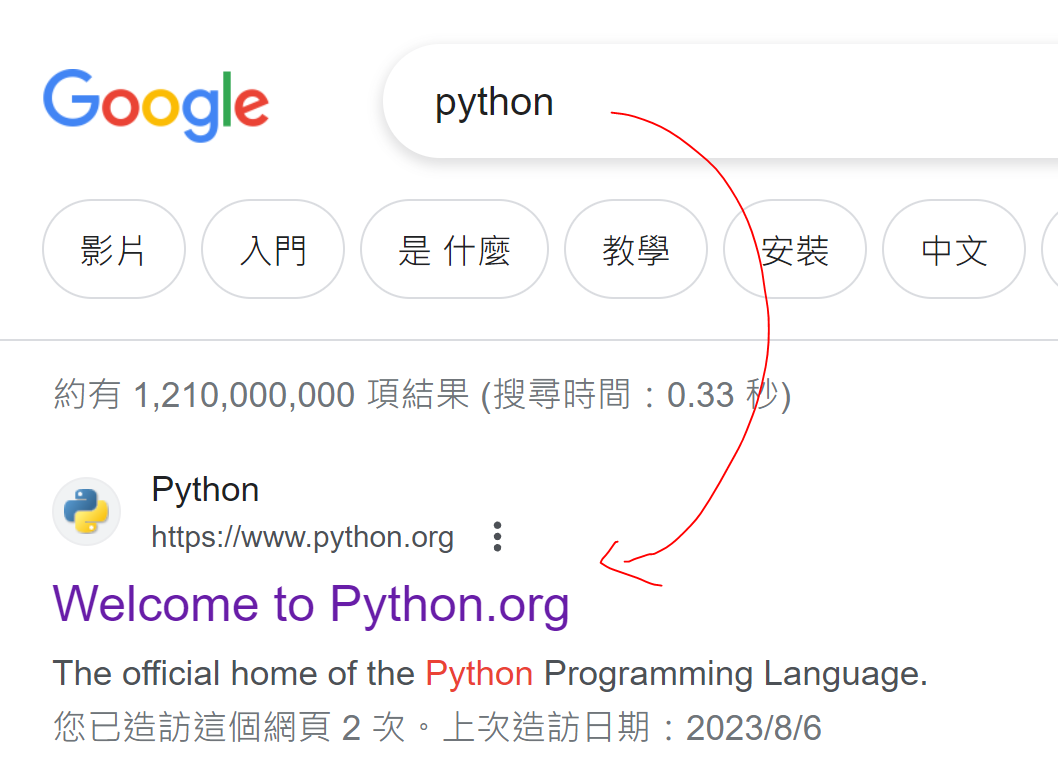 Google python
影片 入門 是 什麼 教學 安裝 中文
約有 1,210,000,000 項結果 (搜尋時間：0.33 秒)
Python
https://www.python.org
Welcome to Python.org
The official home of the Python Programming Language.
您已造訪這個網頁 2 次。上次造訪日期：2023/8/6